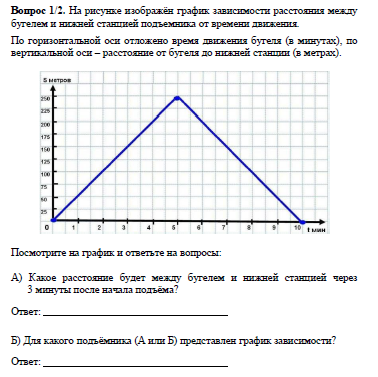 Вопрос 1/2. На рисунке изображён график зависимости расстояния между
бугелем и нижней станцией подъемника от времени движения.
По горизонтальной оси отложено время движения бугеля (в минутах), по
вертикальной оси – расстояние от бугеля до нижней станции (в метрах).
S метров
250
225
200
175
150
125
100
75
50
25
0 1 2 3 4 5 6 7 8 9 10 t мин
Посмотрите на график и ответьте на вопросы:
А) Какое расстояние будет между бугелем и нижней станцией через
3 минуты после начала подъёма?
Ответ:
Б) Для какого подъёмника (А или Б) представлен график зависимости?
Ответ: